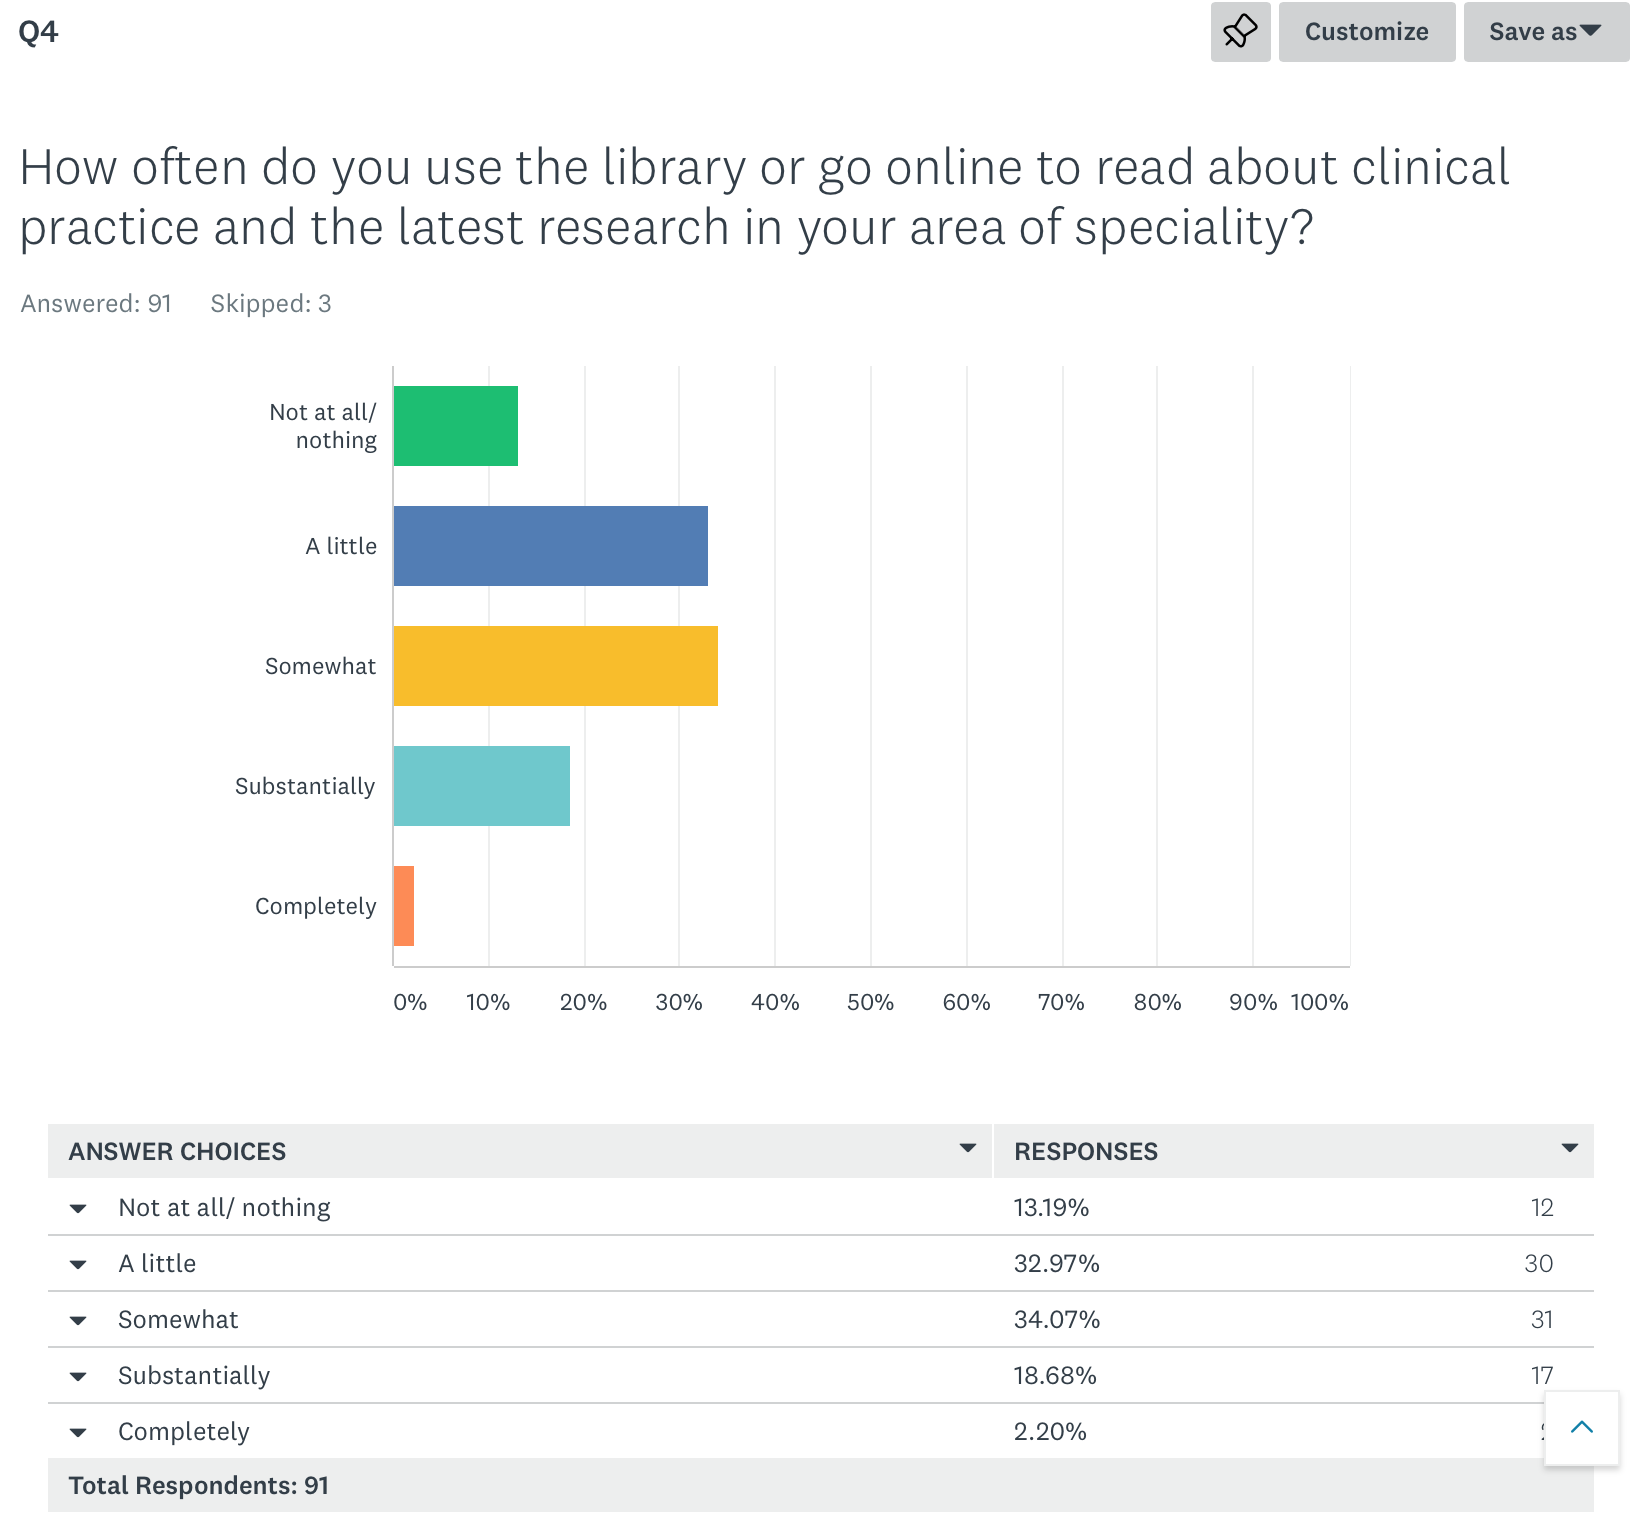 Q4
Customize
Save as
How often do you use the library or go online to read about clinical
practice and the latest research in your area of speciality?
Answered: 91 Skipped: 3
Not at all/
nothing
A little
Somewhat
Substantially
Completely
0% 10% 20% 30% 40% 50% 60% 70% 80% 90% 100%
ANSWER CHOICES RESPONSES
Not at all/ nothing 13.19% 12
A little 32.97% 30
Somewhat 34.07% 31
Substantially 18.68% 17
Completely 2.20%
Total Respondents: 91